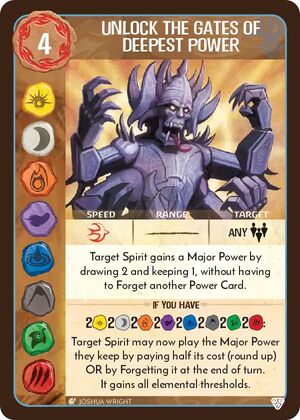 4
UNLOCK THE GATES OF
DEEPEST POWER
SPEED RANGE TARGET
ANY
Target Spirit gains a Major Power by
drawing 2 and keeping 1, without having
to Forget another Power Card.
IF YOU HAVE
2 2 2 2 2 2 2 2 :
Target Spirit may now play the Major Power
they keep by paying half its cost (round up)
OR by Forgetting it at the end of turn.
It gains all elemental thresholds.
JOSHUA WRIGHT